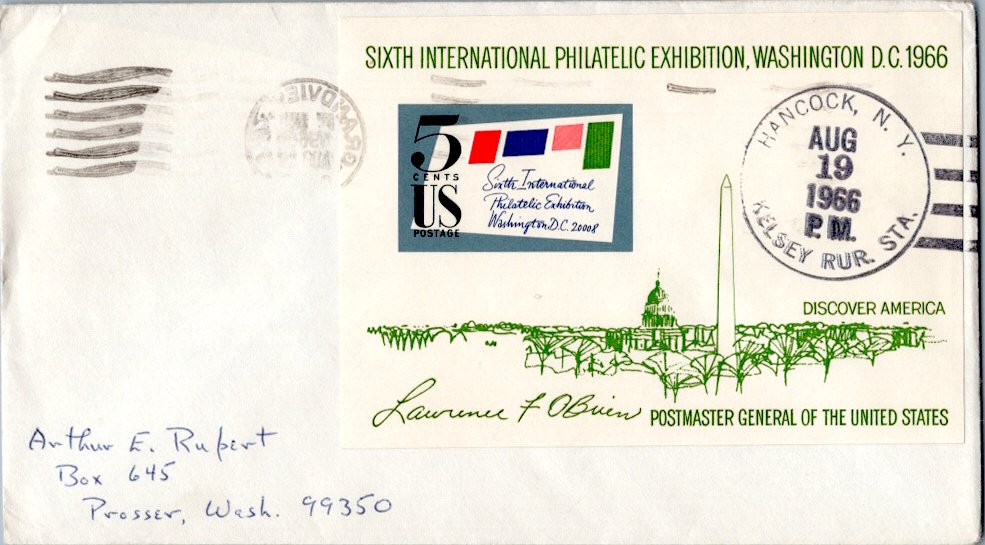 SIXTH INTERNATIONAL PHILATELIC EXHIBITION, WASHINGTON D.C. 1966
5
CENTS
US
POSTAGE
Sixth International
Philatelic Exhibition
Washington D.C. 20008
HANCOCK, N.Y.
AUG
19
1966
P.M.
KELSEY RUR. STA.
DISCOVER AMERICA
Lawrence F O'Brien
POSTMASTER GENERAL OF THE UNITED STATES
Arthur E. Rupert
Box 645
Prosser, Wash. 99350